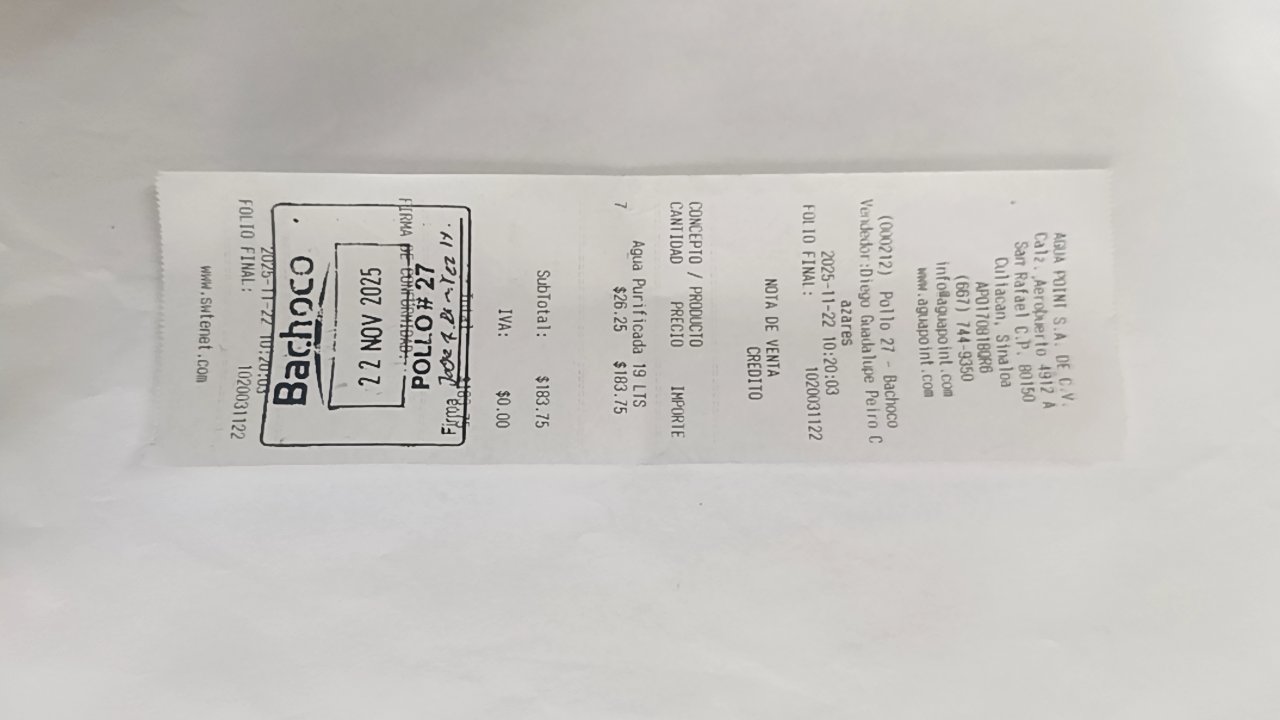 AGUA POINT S.A. DE C.V.
Calz. Aeropuerto 4912 A
San Rafael C.P. 80150
Culiacan, Sinaloa
APO170818QR6
(667) 744-9350
info@aguapoint.com
www.aguapoint.com
(000212) Pollo 27 - Bachoco
Vendedor:Diego Guadalupe Peiro C
azares
2025-11-22 10:20:03
FOLIO FINAL: 1020031122
NOTA DE VENTA
CREDITO
CONCEPTO / PRODUCTO
CANTIDAD PRECIO IMPORTE
Agua Purificada 19 LTS
7 $26.25 $183.75
SubTotal: $183.75
IVA: $0.00
Firma
POLLO # 27
FIRMA DE CONFORMIDAD:
22 NOV 2025
Bachoco
2025-11-22 10:20:03
FOLIO FINAL: 1020031122
www.swtenet.com